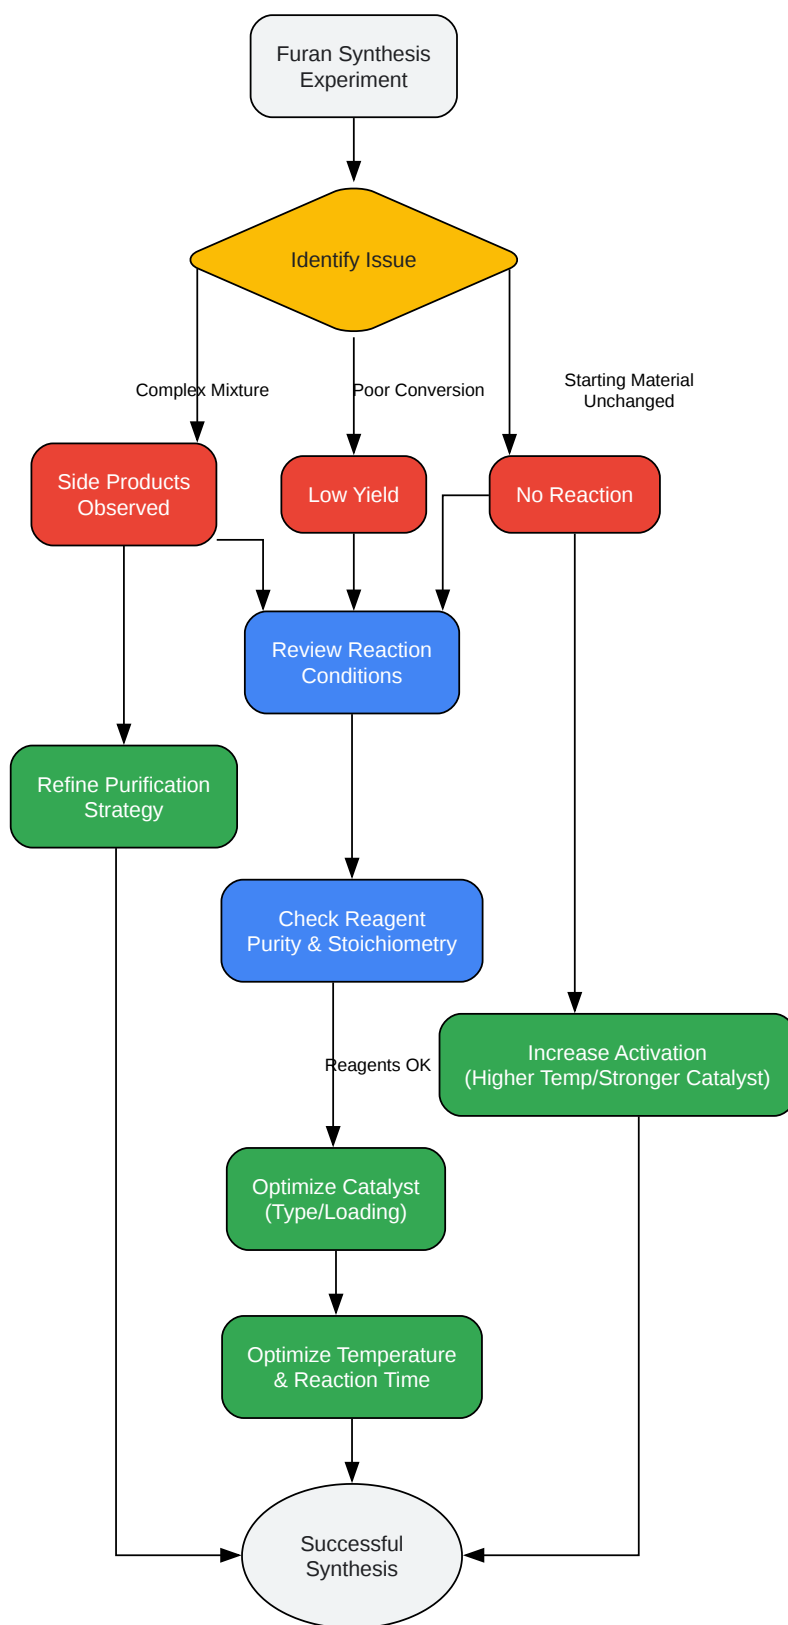 Furan Synthesis
Experiment
Identify Issue
Complex Mixture
Poor Conversion
Starting Material
Unchanged
Side Products
Observed
Low Yield
No Reaction
Review Reaction
Conditions
Refine Purification
Strategy
Check Reagent
Purity & Stoichiometry
Increase Activation
(Higher Temp/Stronger Catalyst)
Reagents OK
Optimize Catalyst
(Type/Loading)
Optimize Temperature
& Reaction Time
Successful
Synthesis